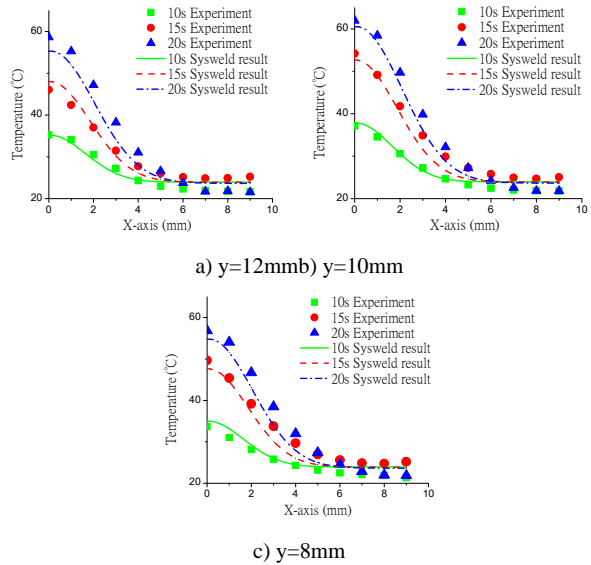 10s Experiment
15s Experiment
20s Experiment
10s Sysweld result
15s Sysweld result
20s Sysweld result
Temperature (°C)
60
40
20
0 2 4 6 8 10
X-axis (mm)
10s Experiment
15s Experiment
20s Experiment
10s Sysweld result
15s Sysweld result
20s Sysweld result
Temperature (°C)
60
40
20
0 2 4 6 8 10
X-axis (mm)
a) y=12mmb) y=10mm
10s Experiment
15s Experiment
20s Experiment
10s Sysweld result
15s Sysweld result
20s Sysweld result
Temperature (°C)
60
40
20
0 2 4 6 8 10
X-axis (mm)
c) y=8mm